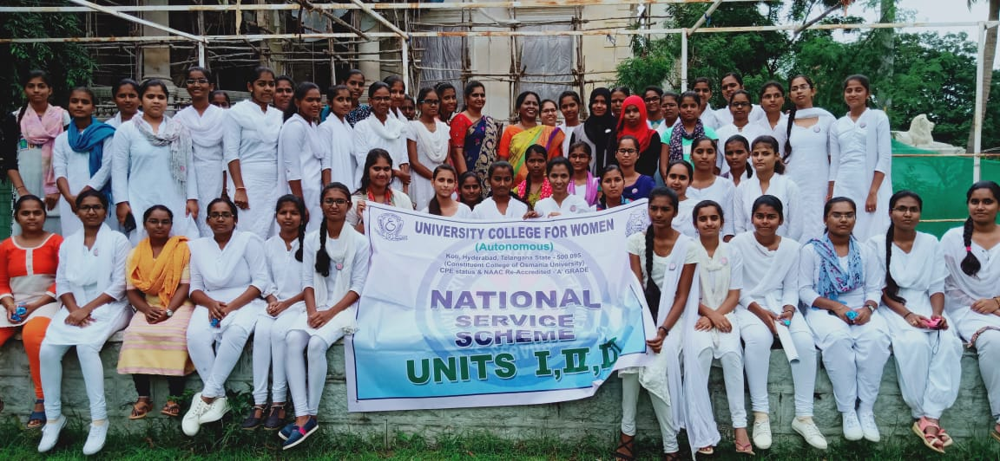 UNIVERSITY COLLEGE FOR WOMEN
(Autonomous)
Koti, Hyderabad, Telangana State - 500 095.
(Constituent College of Osmania University)
CPE status & NAAC Re-Accredited -'A' GRADE
NATIONAL
SERVICE
SCHEME
UNITS I, II,